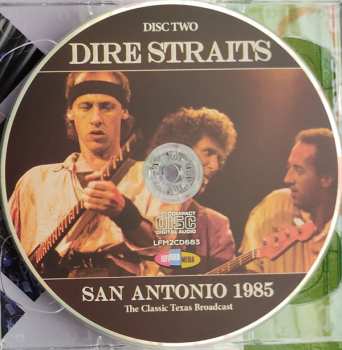 DISC TWO
DIRE STRAITS
COMPACT
DISC
DIGITAL AUDIO
LFM2CD683
SAN ANTONIO 1985
The Classic Texas Broadcast